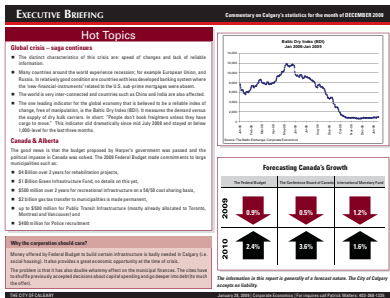 EXECUTIVE BRIEFING
Commentary on Calgary's statistics for the month of DECEMBER 2008
Hot Topics
Global crisis – saga continues
• The distinctive characteristics of this crisis are: speed of changes and lack of reliable
information.
• Many countries around the world experience recession; for example European Union, and
Russia. In relatively good condition are countries with less developed banking system where
the 'new-financial-instruments' related to the U.S. sub-prime mortgages were absent.
• The world is very inter-connected and countries such as China and India are also affected.
• The one leading indicator for the global economy that is believed to be a reliable index of
change, free of manipulation, is the Baltic Dry Index (BDI). It measures the demand versus
the supply of dry bulk carriers. In short: "People don't book freighters unless they have
cargo to move." This indicator did dramatically since mid July 2008 and stayed at below
1,000-level for the last three months.
Canada & Alberta
The good news is that the budget proposed by Harper's government was passed and the
political impasse in Canada was voted. The 2009 Federal Budget made commitments to large
municipalities such as:
• $4 Billion over 2 years for rehabilitation projects,
• $1 Billion Green Infrastructure Fund, no details on this yet,
• $500 million over 2 years for recreational infrastructure on a 50/50 cost sharing basis,
• $2 billion gas tax transfer to municipalities is made permanent,
• up to $500 million for Public Transit Infrastructure (mostly already allocated to Toronto,
Montreal and Vancouver) and
• $400 million for Police recruitment
Why the corporation should care?
Money offered by Federal Budget to build certain infrastructure is badly needed in Calgary (i.e.
social housing). It also provides a great economic opportunity at the time of crisis.
The problem is that it has also double-whammy effect on the municipal finances. The cities have
to shuffle previously accepted decisions about capital spending and go deeper into debt (to match
the offer).
Baltic Dry Index (BDI)
Jan 2008-Jan 2009
Source: The Baltic Exchange, Corporate Economics
Forecasting Canada's Growth
The Federal Budget
The Conference Board of Canada
International Monetary Fund
2009
0.9%
0.5%
1.2%
2010
2.4%
3.6%
1.6%
The information in this report is generally of a forecast nature. The City of Calgary
accepts no liability.
THE CITY OF CALGARY
January 28, 2009 | Corporate Economics | For inquires call Patrick Walters: 403-268-1335